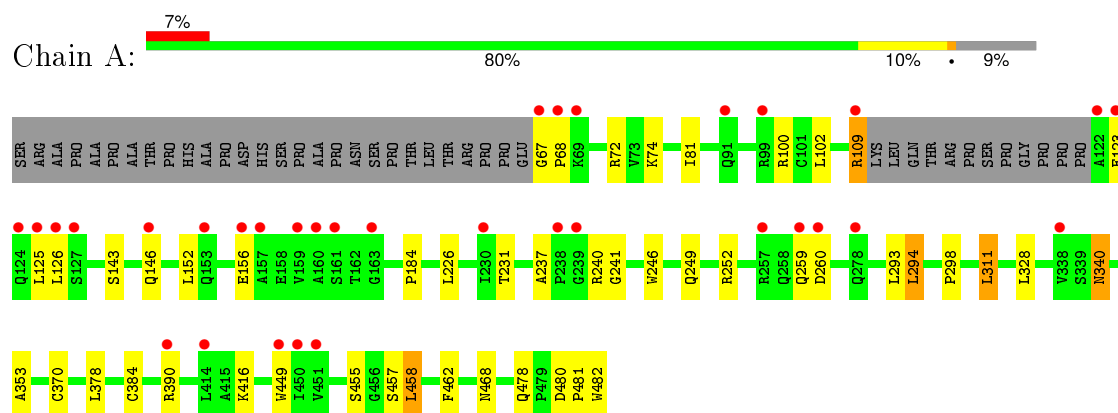 7%
Chain A:
80% 10% • 9%
SER ARG ALA PRO ALA PRO ALA THR PRO HIS ALA PRO ASP HIS SER PRO ALA PRO ASN SER PRO THR LEU THR ARG PRO PRO GLU G67 P68 K69 R72 V73 K74 I81 Q91 R99 R100 C101 L102 R109 LYS LEU GLN THR ARG PRO SER PRO GLY PRO PRO PRO A122
Q124 L125 L126 S127 S143 Q146 L152 Q153 E156 A157 E158 V159 A160 S161 T162 G163 P184 L226 I230 T231 A237 P238 G239 R240 G241 W246 Q249 R252 R257 Q258 Q259 D260 Q278 L293 L294 P298 L311 L328 V338 S339 N340
A353 C370 L378 C384 R390 L414 A415 K416 W449 I450 V451 S455 G456 S457 L458 F462 N468 Q478 P479 D480 P481 W482